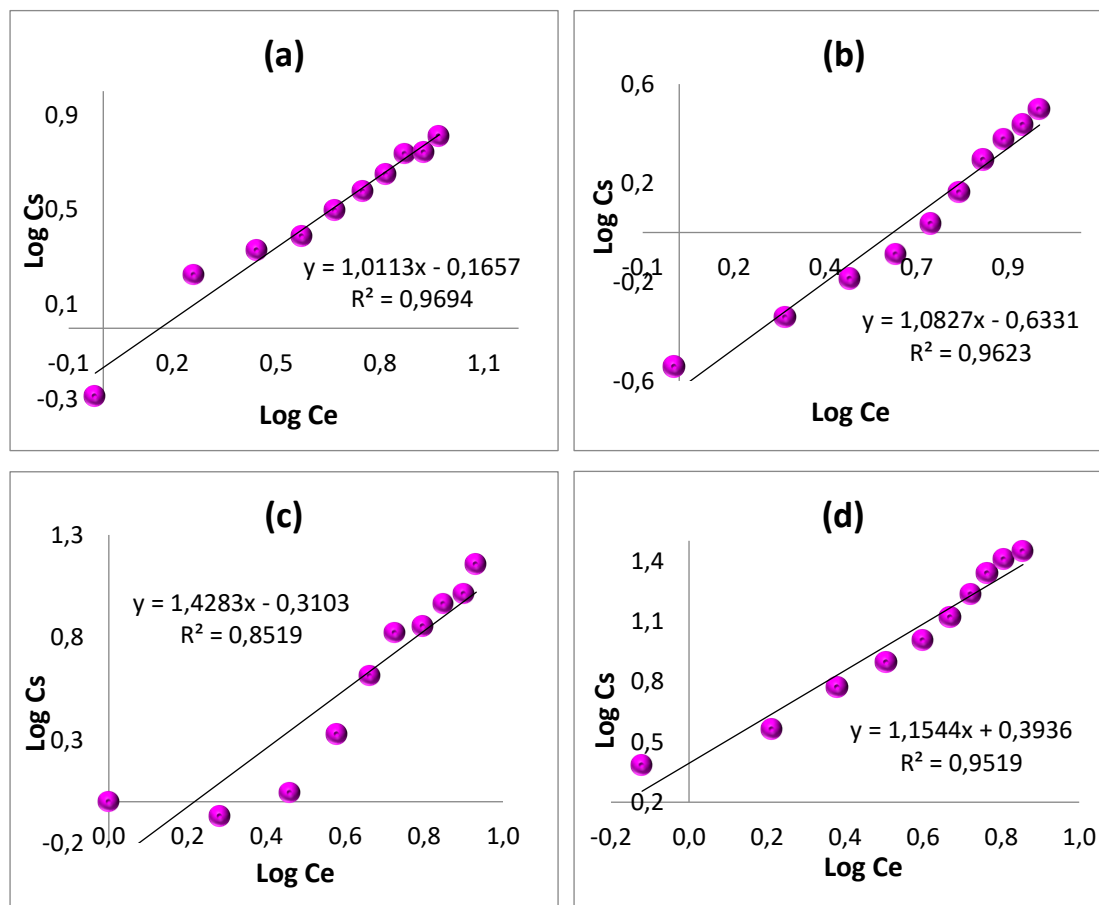 (a)
0,9
0,5
0,1
-0,3
Log Cs
y = 1,0113x - 0,1657
R² = 0,9694
-0,1 0,2 0,5 0,8 1,1
Log Ce
(b)
0,6
0,2
-0,2
-0,6
Log Cs
-0,1 0,2 0,4 0,7 0,9
y = 1,0827x - 0,6331
R² = 0,9623
Log Ce
(c)
1,3
0,8
0,3
-0,2
Log Cs
y = 1,4283x - 0,3103
R² = 0,8519
0,0 0,2 0,4 0,6 0,8 1,0
Log Ce
(d)
1,4
1,1
0,8
0,5
0,2
Log Cs
y = 1,1544x + 0,3936
R² = 0,9519
-0,2 0,0 0,2 0,4 0,6 0,8 1,0
Log Ce